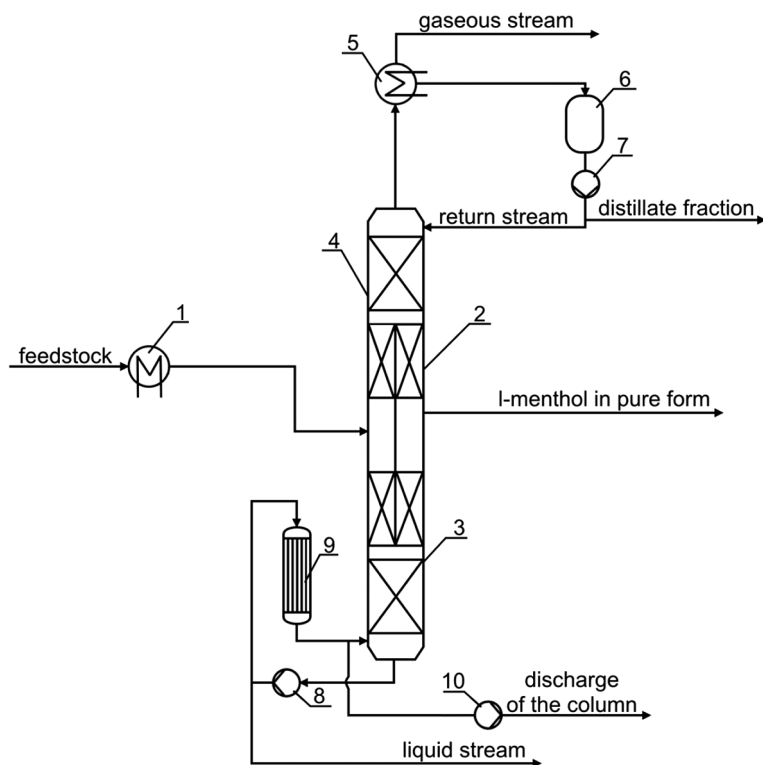 gaseous stream
5
6
7
return stream
distillate fraction
4
1
2
feedstock
l-menthol in pure form
3
9
8
10
discharge
of the column
liquid stream